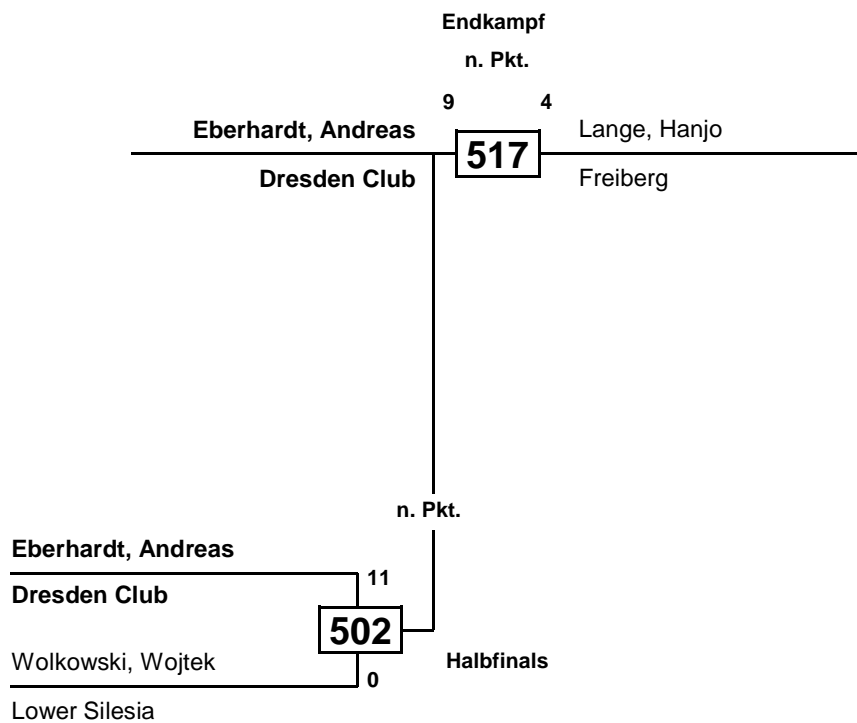 Endkampf
n. Pkt.
9 4
Eberhardt, Andreas
517
Lange, Hanjo
Dresden Club
Freiberg
n. Pkt.
Eberhardt, Andreas
11
Dresden Club
502
Wolkowski, Wojtek
Halbfinals
0
Lower Silesia